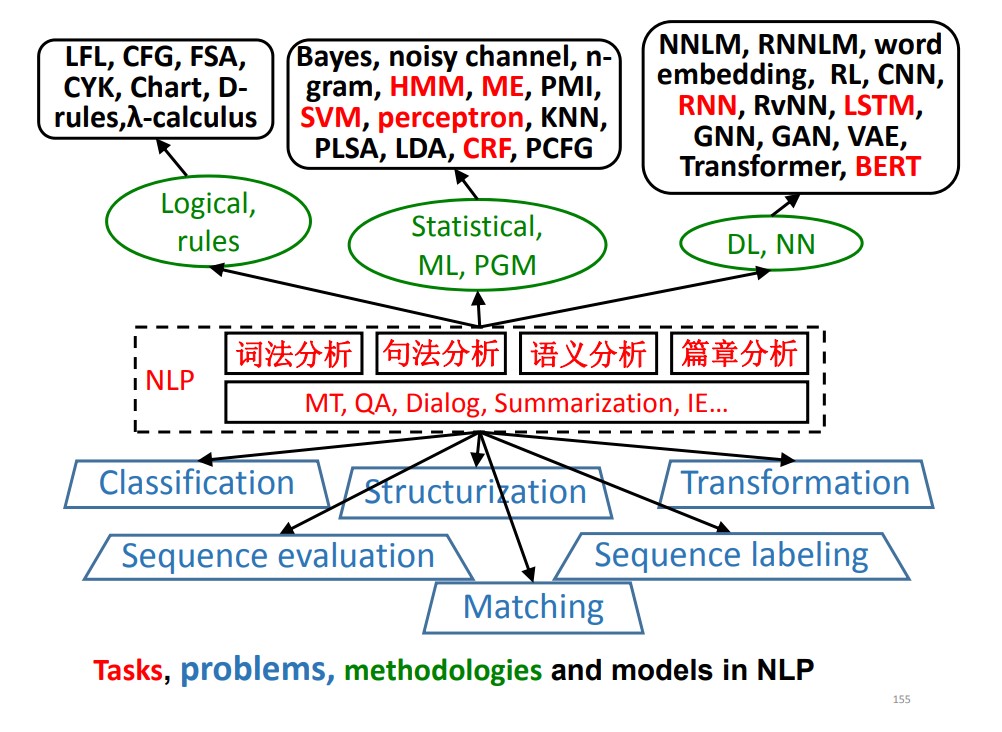 LFL, CFG, FSA,
CYK, Chart, D-
rules,λ-calculus
Bayes, noisy channel, n-
gram, HMM, ME, PMI,
SVM, perceptron, KNN,
PLSA, LDA, CRF, PCFG
NNLM, RNNLM, word
embedding, RL, CNN,
RNN, RvNN, LSTM,
GNN, GAN, VAE,
Transformer, BERT
Logical,
rules
Statistical,
ML, PGM
DL, NN
NLP
词法分析
句法分析
语义分析
篇章分析
MT, QA, Dialog, Summarization, IE...
Classification
Structurization
Transformation
Sequence evaluation
Sequence labeling
Matching
Tasks, problems, methodologies and models in NLP
155